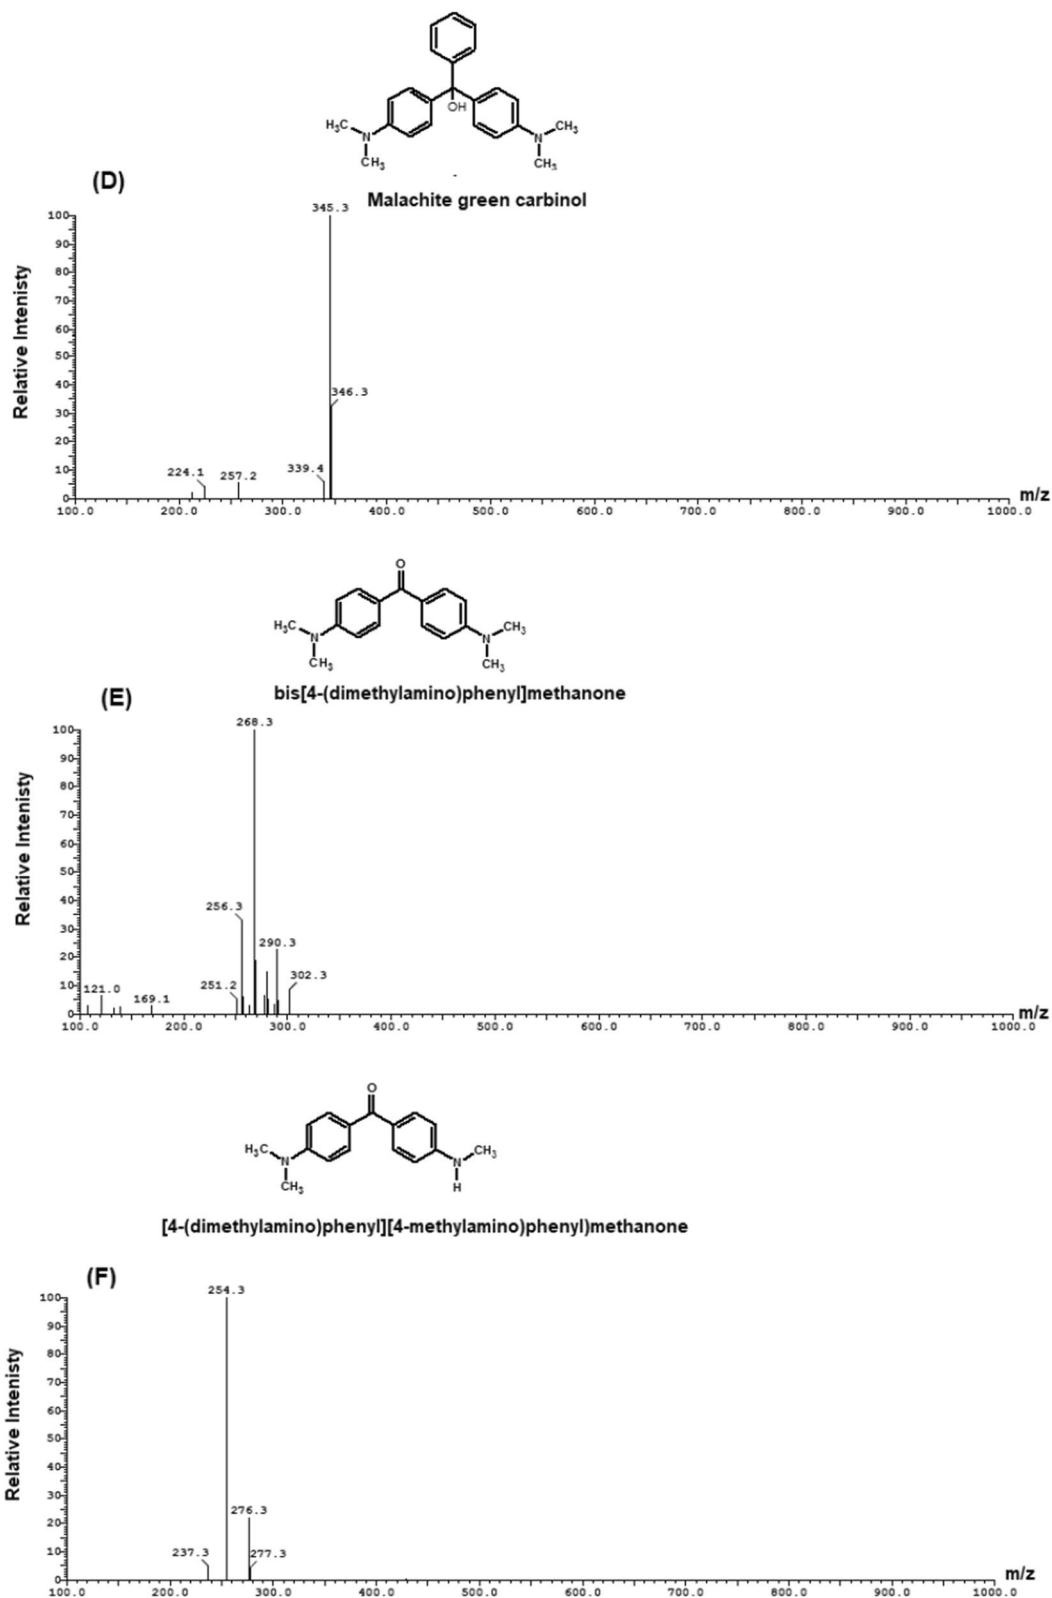 OH
H₃C
N
CH₃
N
CH₃
CH₃
(D)
Malachite green carbinol
345.3
100
90
80
70
60
50
40
30
20
10
0
Relative Intenisty
346.3
339.4
224.1
257.2
100.0 200.0 300.0 400.0 500.0 600.0 700.0 800.0 900.0 1000.0
m/z
O
H₃C
N
CH₃
N
CH₃
CH₃
(E)
bis[4-(dimethylamino)phenyl]methanone
268.3
100
90
80
70
60
50
40
30
20
10
0
Relative Intenisty
256.3
290.3
251.2
302.3
121.0
169.1
100.0 200.0 300.0 400.0 500.0 600.0 700.0 800.0 900.0 1000.0
m/z
O
H₃C
N
CH₃
N
CH₃
H
[4-(dimethylamino)phenyl][4-methylamino)phenyl)methanone
(F)
254.3
100
90
80
70
60
50
40
30
20
10
0
Relative Intenisty
276.3
237.3
277.3
100.0 200.0 300.0 400.0 500.0 600.0 700.0 800.0 900.0 1000.0
m/z